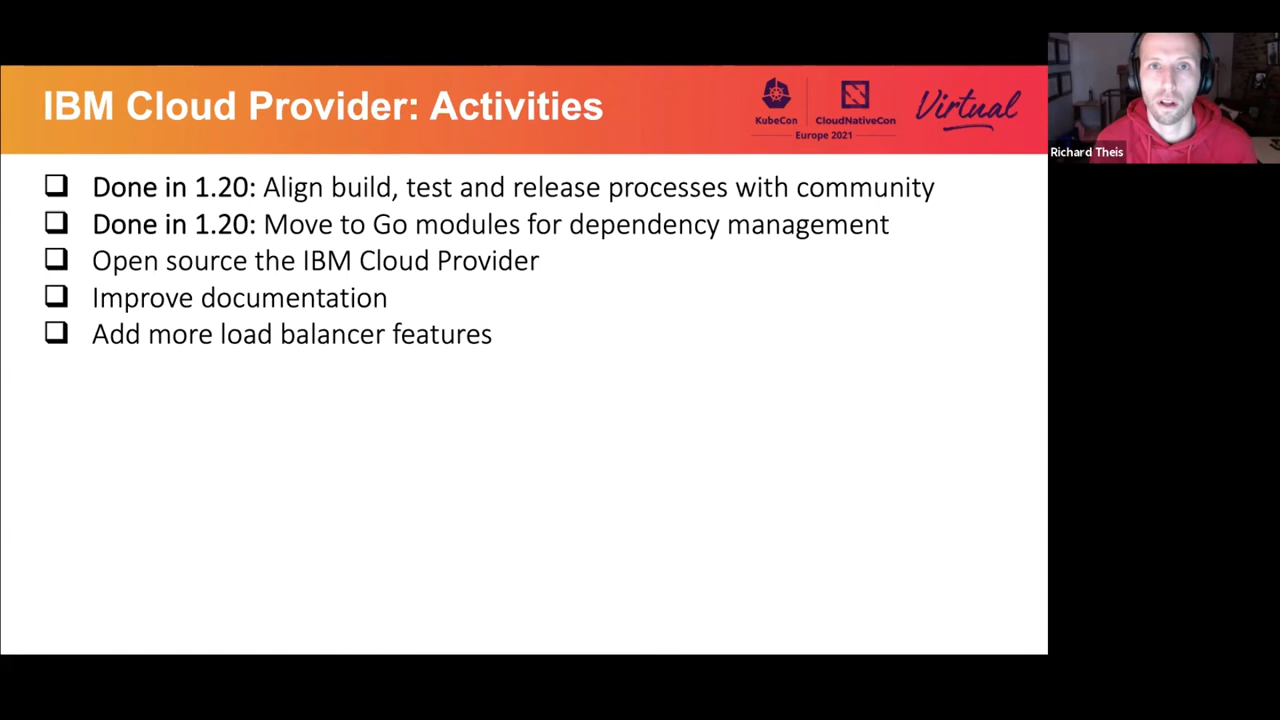 IBM Cloud Provider: Activities
KubeCon
CloudNativeCon
Europe 2021
Virtual
Richard Theis
❑ Done in 1.20: Align build, test and release processes with community
❑ Done in 1.20: Move to Go modules for dependency management
❑ Open source the IBM Cloud Provider
❑ Improve documentation
❑ Add more load balancer features